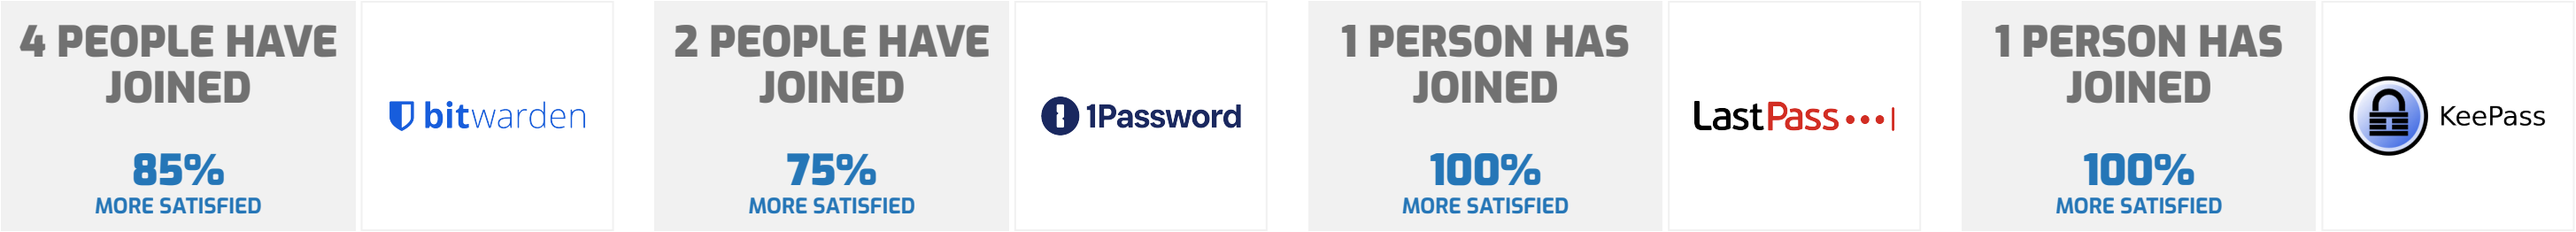 4 PEOPLE HAVE
JOINED
85%
MORE SATISFIED
bitwarden
2 PEOPLE HAVE
JOINED
75%
MORE SATISFIED
1Password
1 PERSON HAS
JOINED
100%
MORE SATISFIED
LastPass
1 PERSON HAS
JOINED
100%
MORE SATISFIED
KeePass